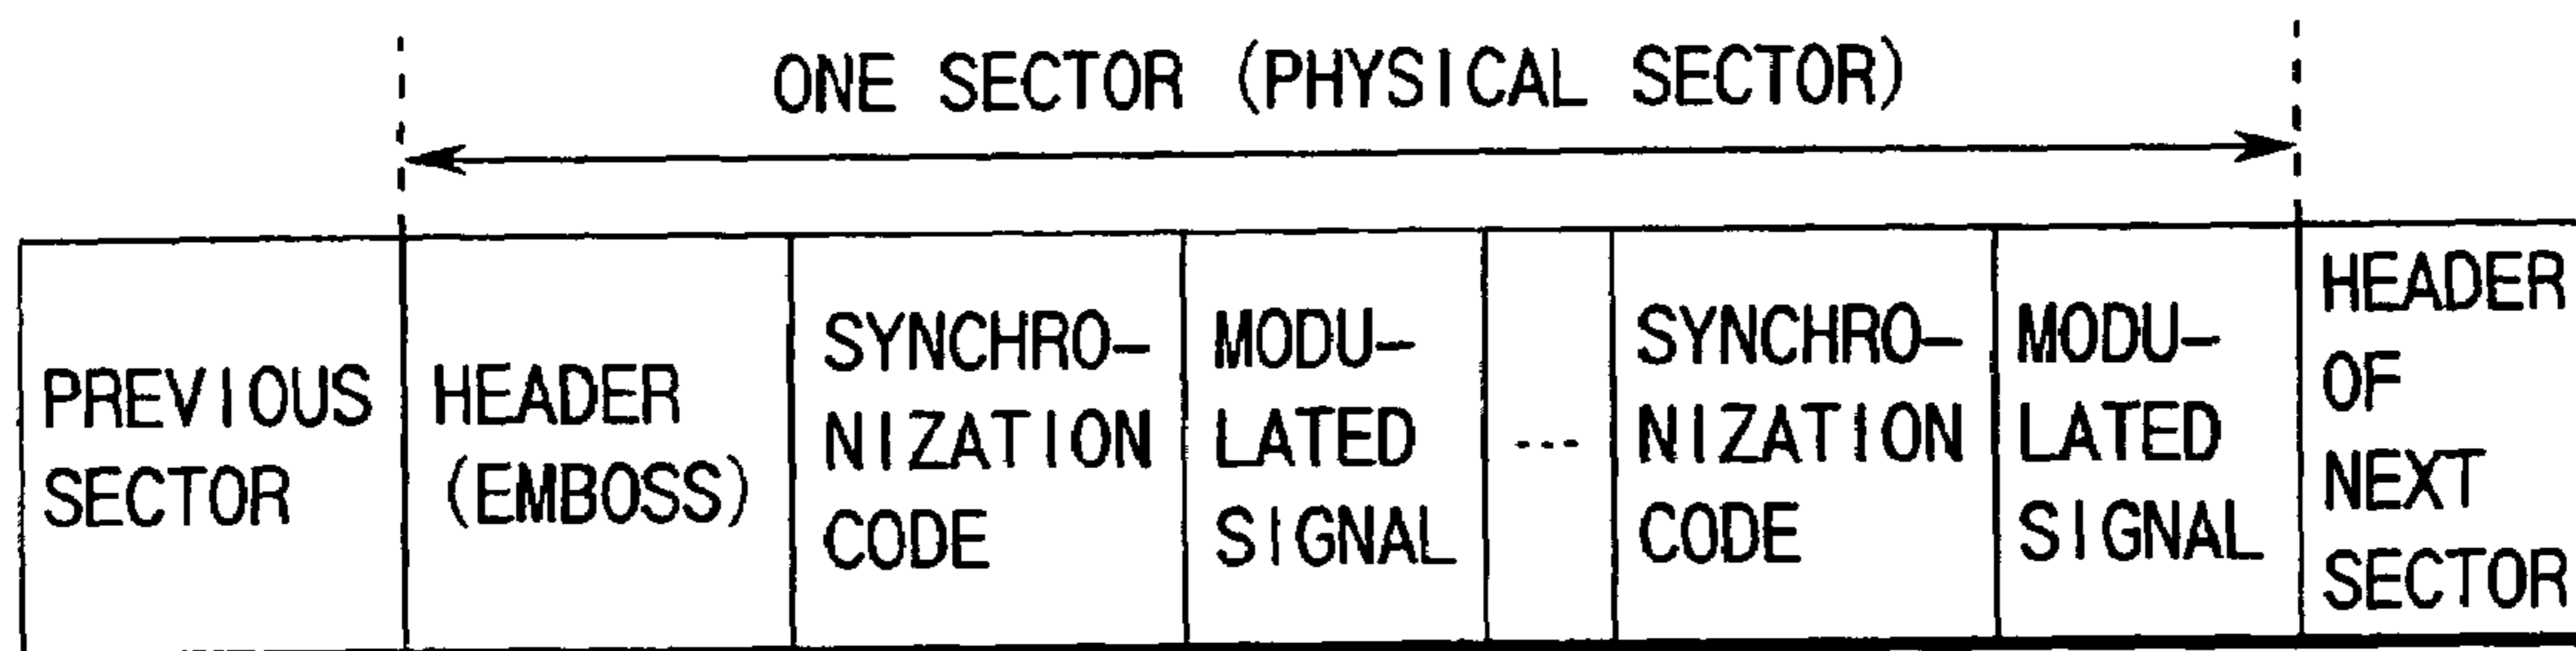 ONE SECTOR (PHYSICAL SECTOR)
PREVIOUS
SECTOR
HEADER
(EMBOSS)
SYNCHRO-
NIZATION
CODE
MODU-
LATED
SIGNAL
---
SYNCHRO-
NIZATION
CODE
MODU-
LATED
SIGNAL
HEADER
OF
NEXT
SECTOR